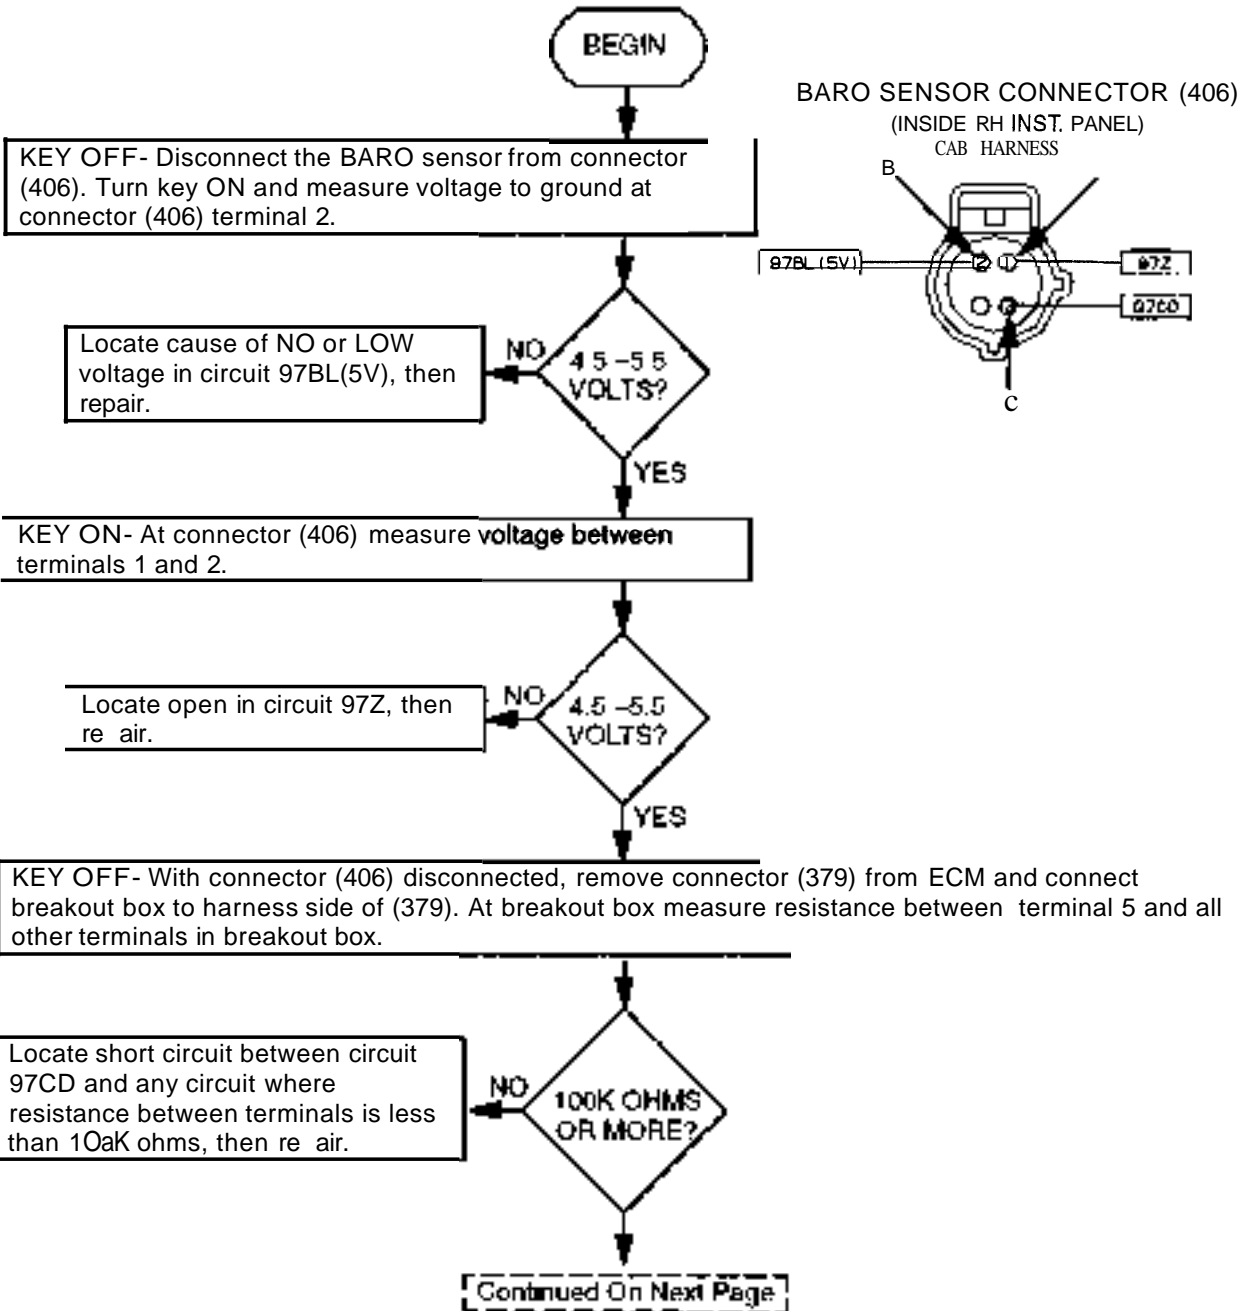 BEGIN
BARO SENSOR CONNECTOR (406)
(INSIDE RH INST. PANEL)
CAB HARNESS
B
97BL (5V)
2
1
97Z
97CD
C
KEY OFF- Disconnect the BARO sensor from connector
(406). Turn key ON and measure voltage to ground at
connector (406) terminal 2.
Locate cause of NO or LOW
voltage in circuit 97BL(5V), then
repair.
NO
4 5 –5 5
VOLTS?
YES
KEY ON- At connector (406) measure voltage between
terminals 1 and 2.
Locate open in circuit 97Z, then
re air.
NO
4.5 –5.5
VOLTS?
YES
KEY OFF- With connector (406) disconnected, remove connector (379) from ECM and connect
breakout box to harness side of (379). At breakout box measure resistance between terminal 5 and all
other terminals in breakout box.
Locate short circuit between circuit
97CD and any circuit where
resistance between terminals is less
than 1OaK ohms, then re air.
NO
100K OHMS
OR MORE?
Continued On Next Page